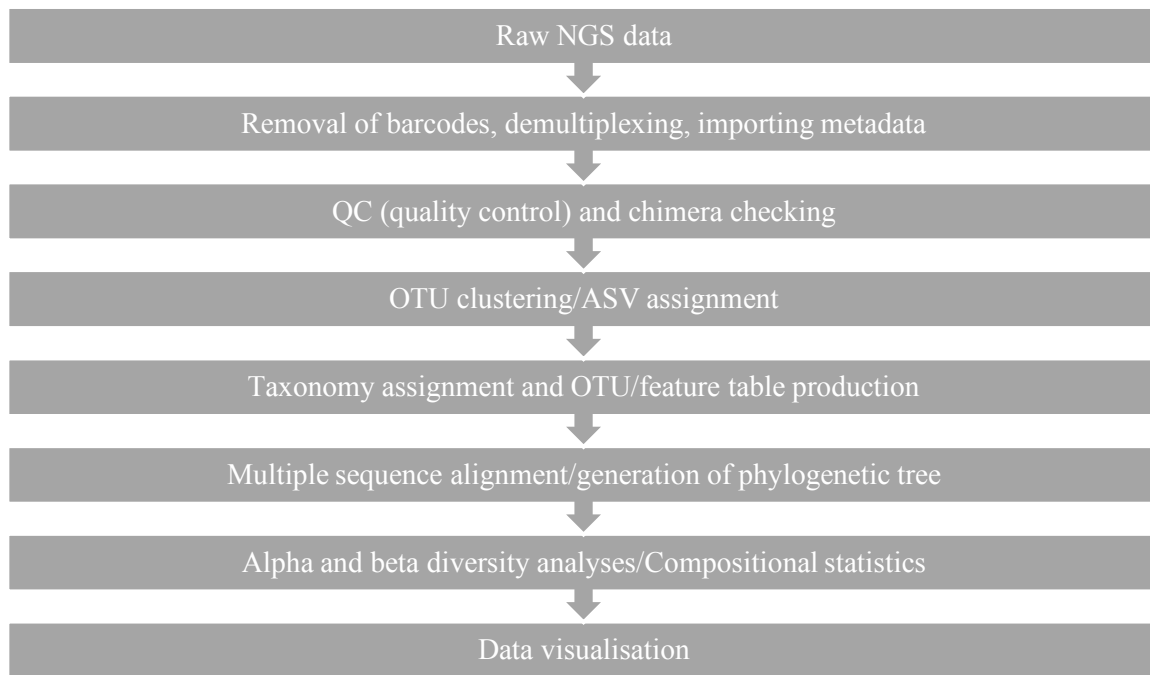 Raw NGS data
Removal of barcodes, demultiplexing, importing metadata
QC (quality control) and chimera checking
OTU clustering/ASV assignment
Taxonomy assignment and OTU/feature table production
Multiple sequence alignment/generation of phylogenetic tree
Alpha and beta diversity analyses/Compositional statistics
Data visualisation